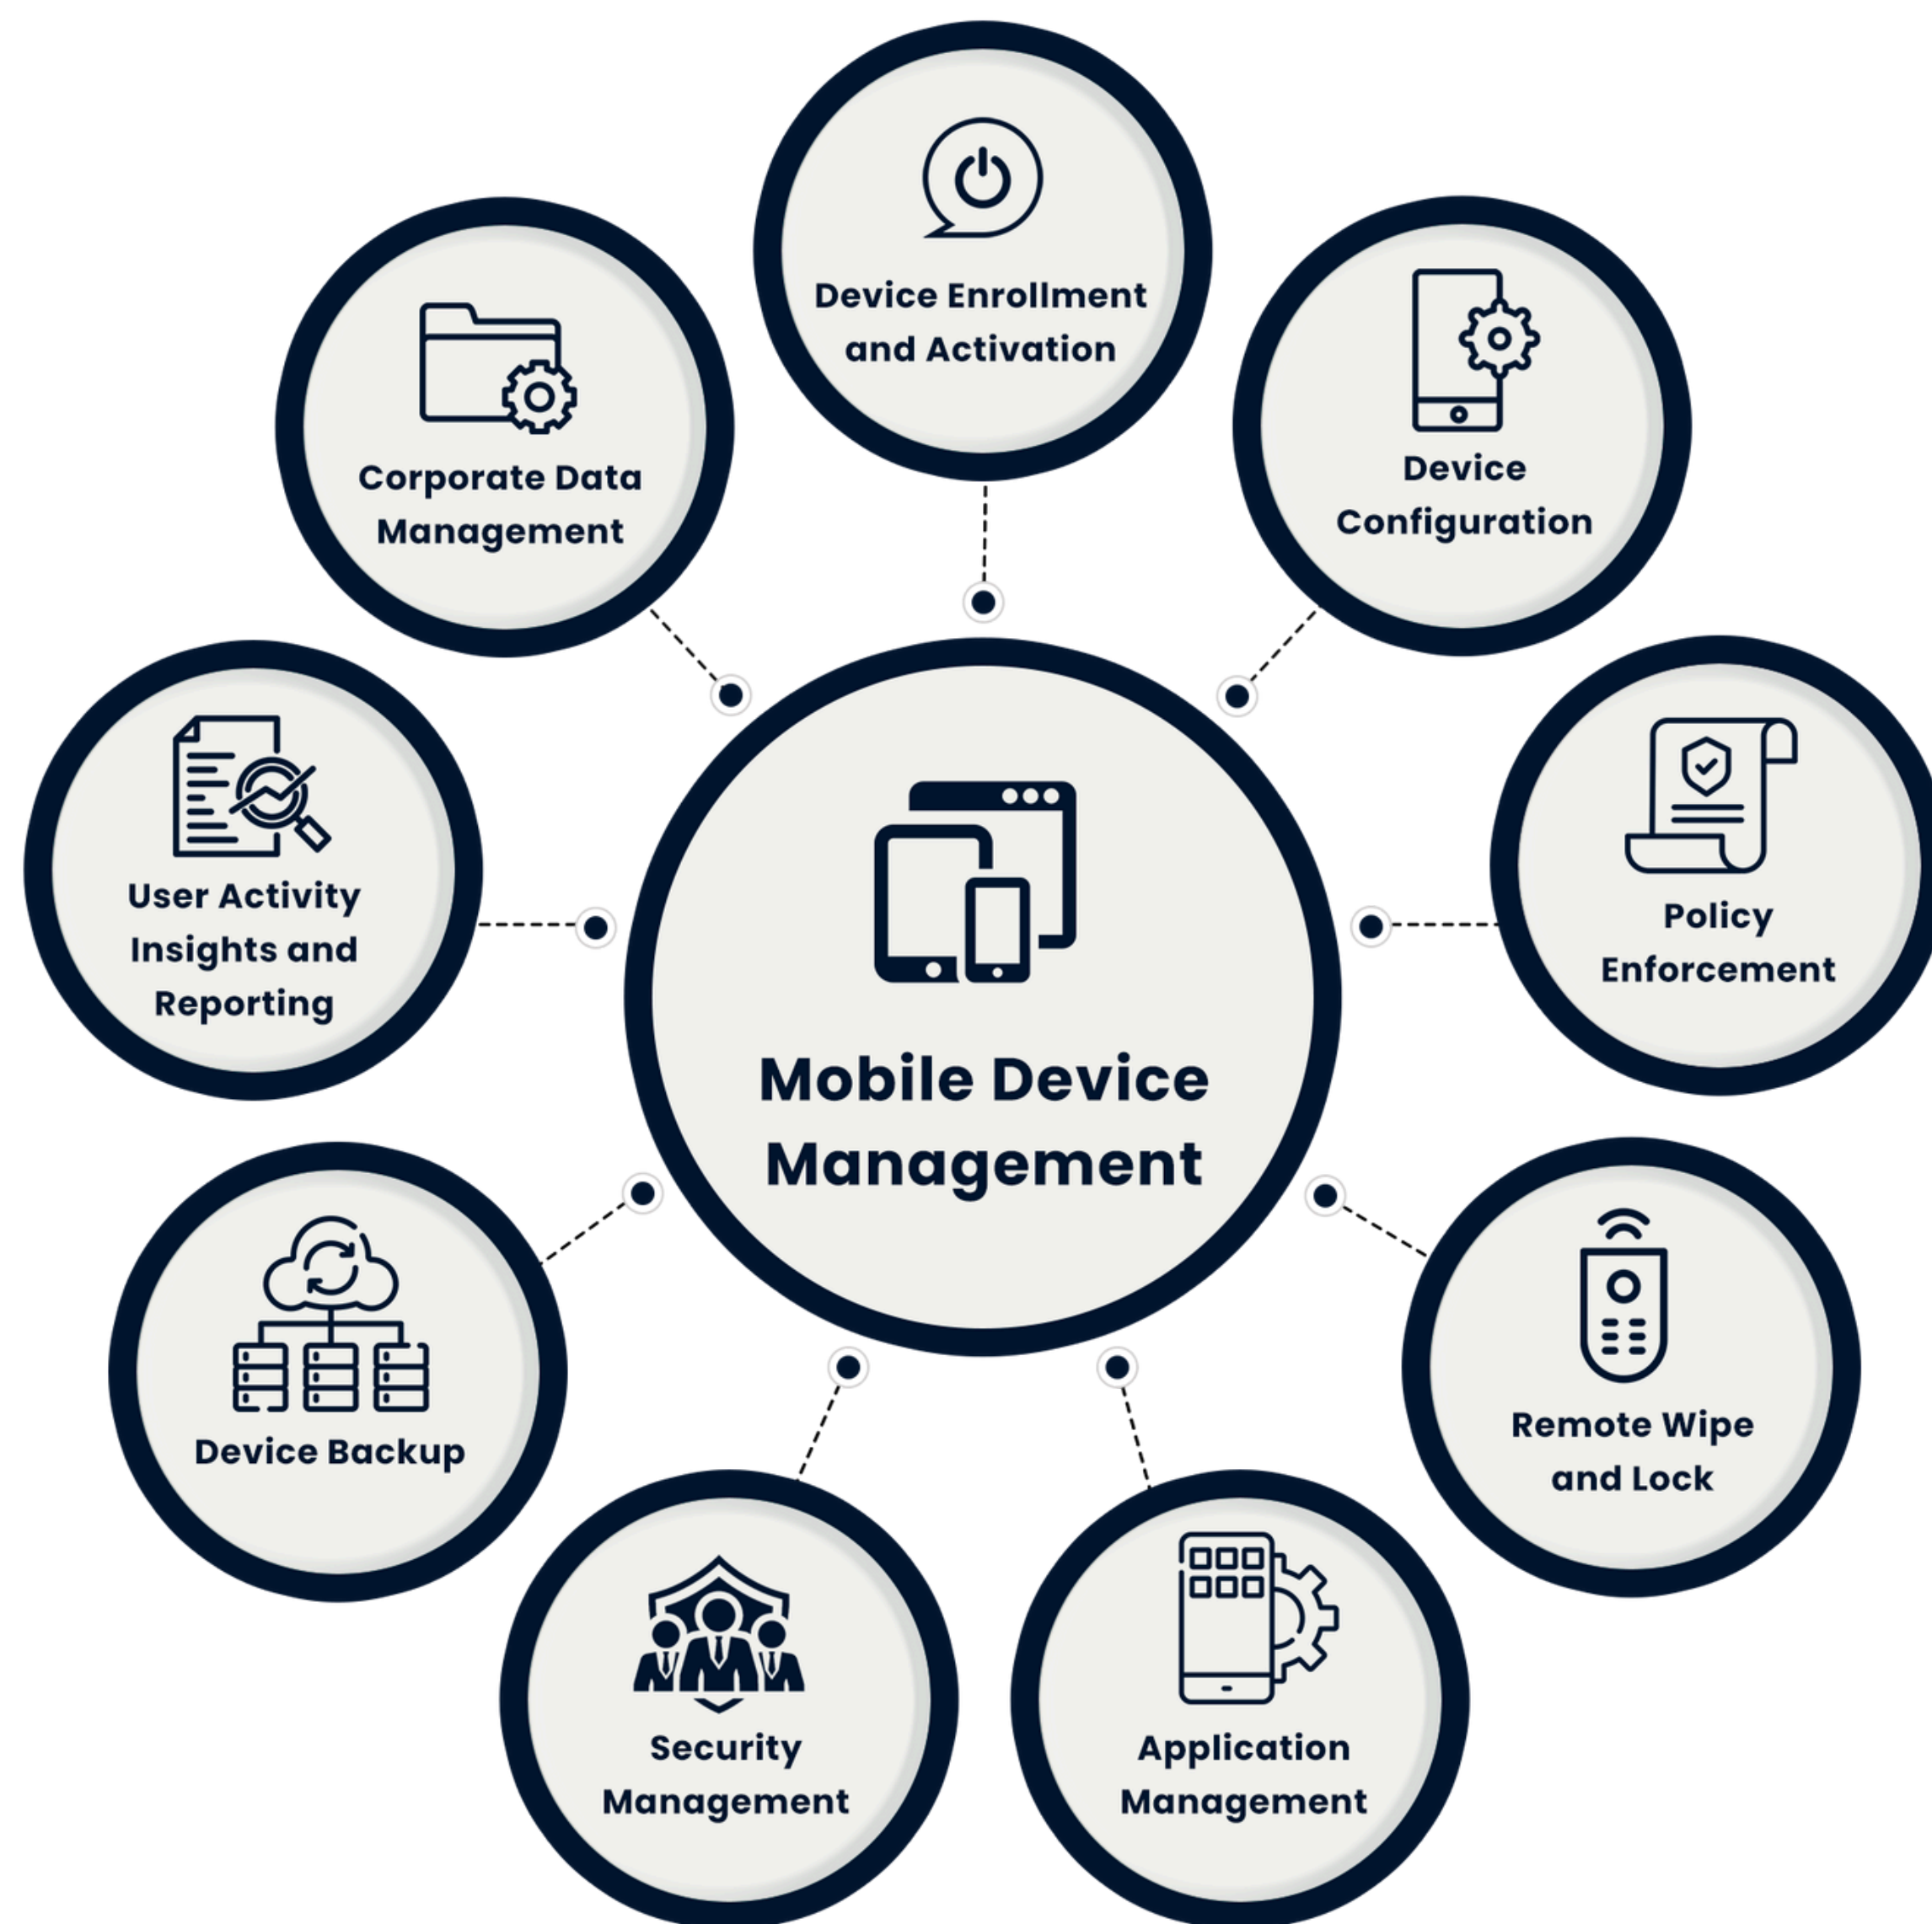 Device Enrollment
and Activation
Device
Configuration
Policy
Enforcement
Remote Wipe
and Lock
Application
Management
Security
Management
Device Backup
User Activity
Insights and
Reporting
Corporate Data
Management
Mobile Device
Management